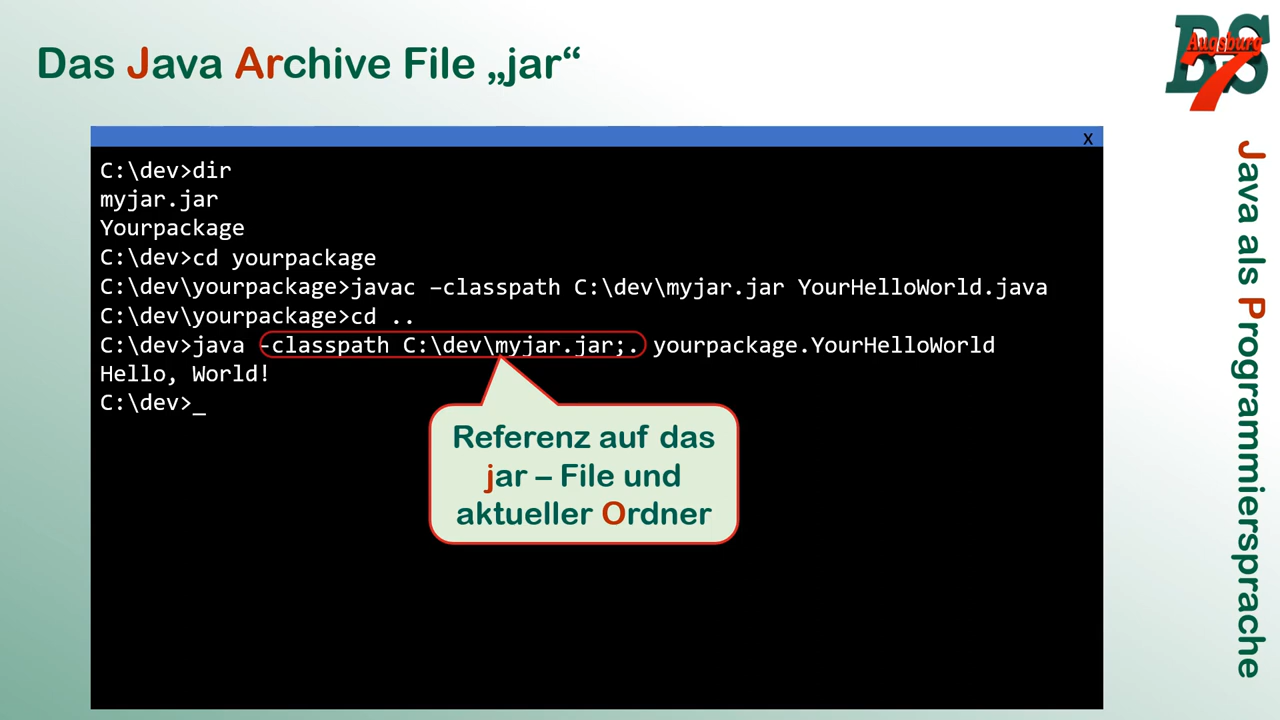 Das Java Archive File „jar“
BS
Augsburg
7
x
C:\dev>dir
myjar.jar
Yourpackage
C:\dev>cd yourpackage
C:\dev\yourpackage>javac –classpath C:\dev\myjar.jar YourHelloWorld.java
C:\dev\yourpackage>cd ..
C:\dev>java -classpath C:\dev\myjar.jar;. yourpackage.YourHelloWorld
Hello, World!
C:\dev>_
Referenz auf das
jar – File und
aktueller Ordner
Java als Programmiersprache